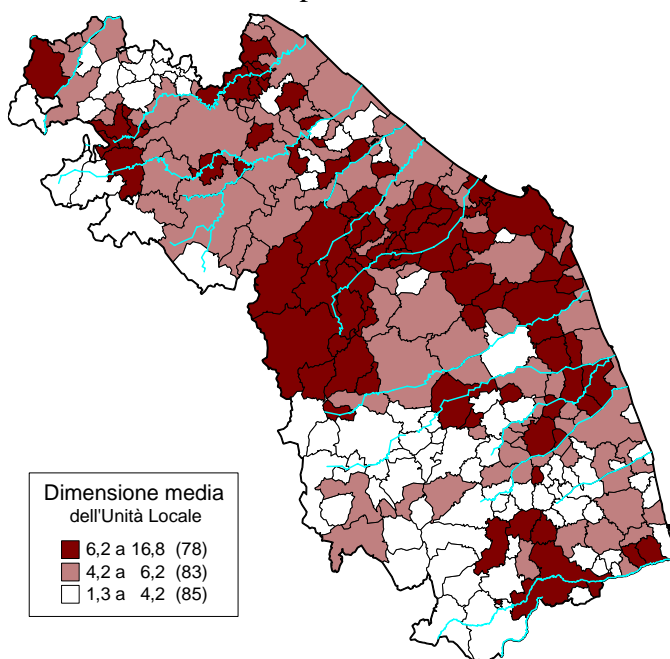 Dimensione media
dell'Unità Locale
6,2 a 16,8 (78)
4,2 a 6,2 (83)
1,3 a 4,2 (85)